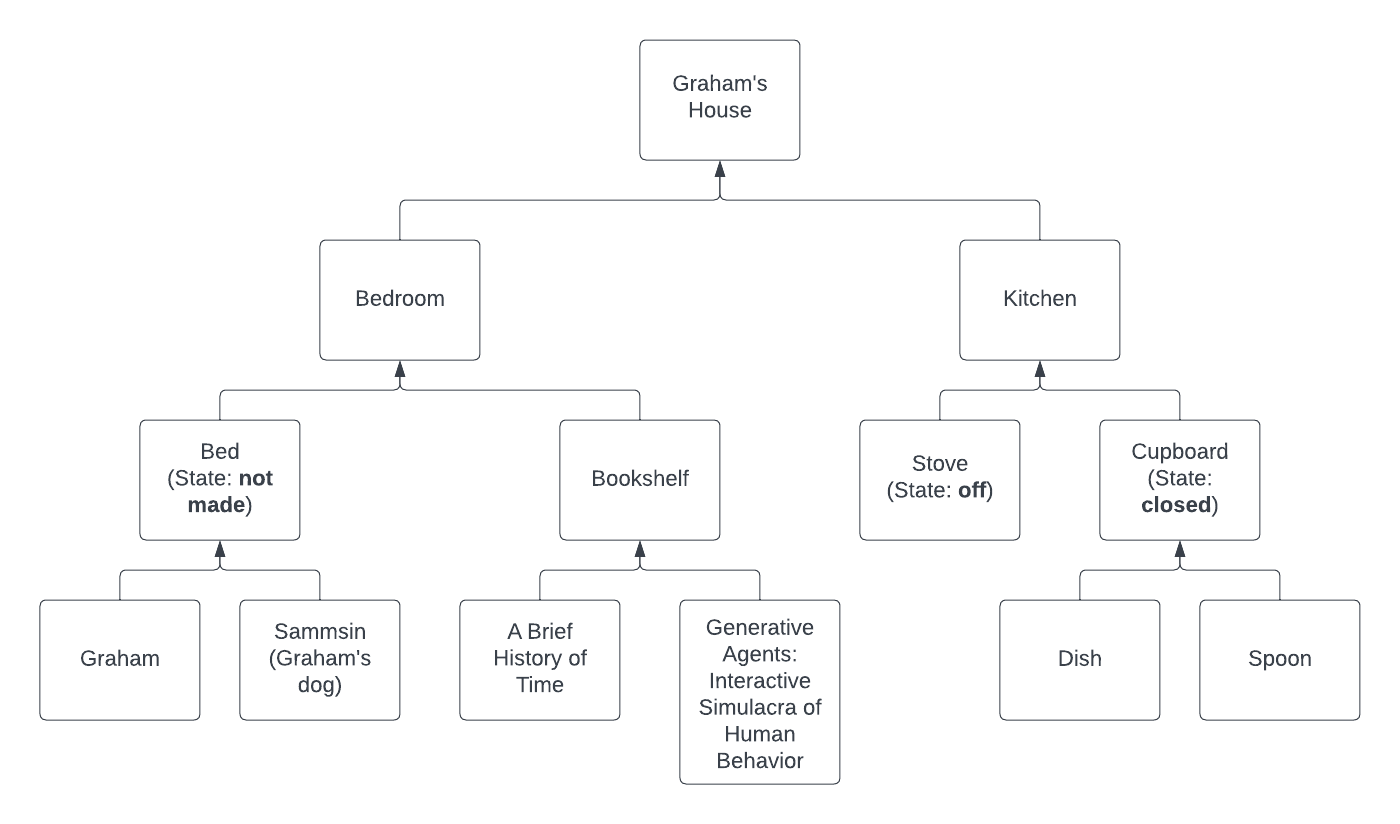 Graham's
House
Bedroom
Kitchen
Bed
(State: not
made)
Bookshelf
Stove
(State: off)
Cupboard
(State:
closed)
Graham
Sammsin
(Graham's
dog)
A Brief
History of
Time
Generative
Agents:
Interactive
Simulacra of
Human
Behavior
Dish
Spoon